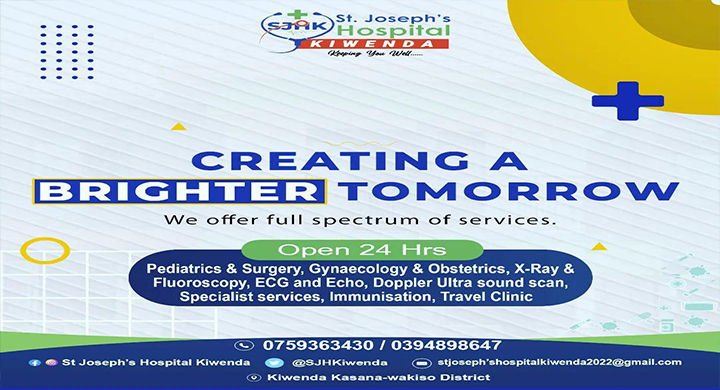 SJHK
St. Joseph's
Hospital
KIWENDA
Keeping You Well......
CREATING A
BRIGHTER TOMORROW
We offer full spectrum of services.
Open 24 Hrs
Pediatrics & Surgery, Gynaecology & Obstetrics, X-Ray &
Fluoroscopy, ECG and Echo, Doppler Ultra sound scan,
Specialist services, Immunisation, Travel Clinic
0759363430 / 0394898647
St Joseph's Hospital Kiwenda @SJHKiwenda stjoseph'shospitalkiwenda2022@gmail.com
Kiwenda Kasana-wakiso District